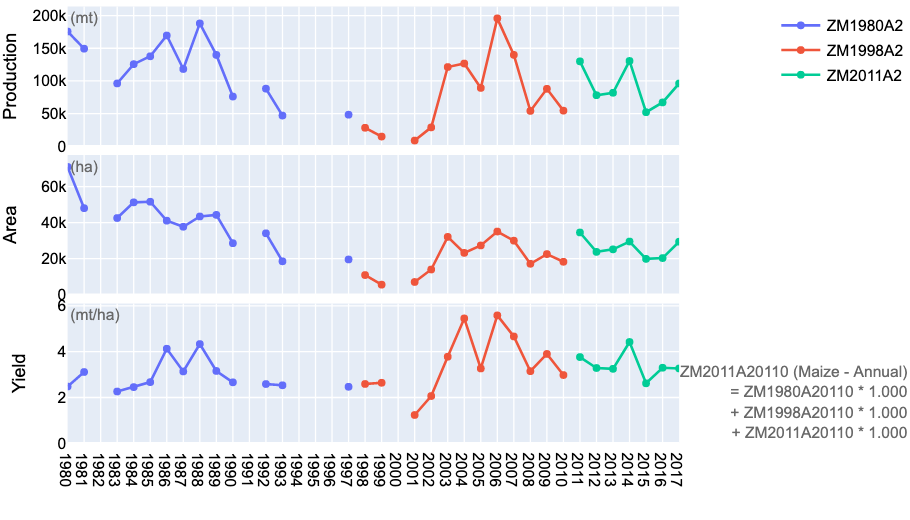 Production
(mt)
200k
150k
100k
50k
0
ZM1980A2
ZM1998A2
ZM2011A2
Area
(ha)
60k
40k
20k
0
Yield
(mt/ha)
6
4
2
0
ZM2011A20110 (Maize - Annual)
= ZM1980A20110 * 1.000
+ ZM1998A20110 * 1.000
+ ZM2011A20110 * 1.000
1980
1981
1982
1983
1984
1985
1986
1987
1988
1989
1990
1991
1992
1993
1994
1995
1996
1997
1998
1999
2000
2001
2002
2003
2004
2005
2006
2007
2008
2009
2010
2011
2012
2013
2014
2015
2016
2017